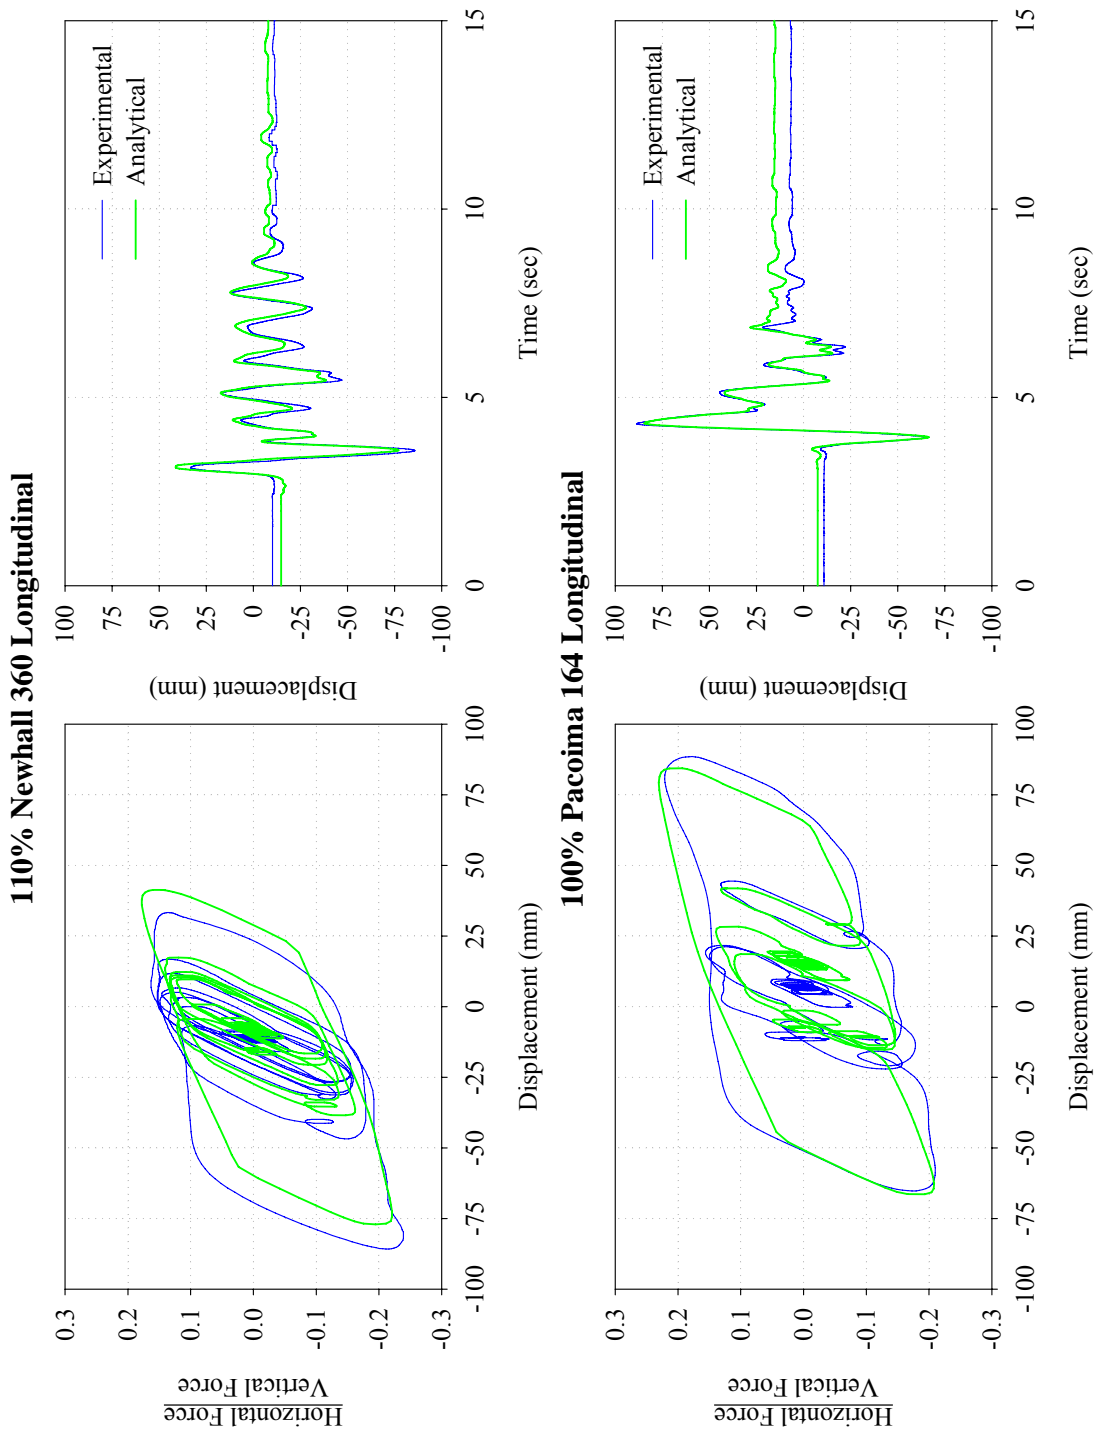 110% Newhall 360 Longitudinal
Horizontal Force
Vertical Force
0.3
0.2
0.1
0.0
-0.1
-0.2
-0.3
-100 -75 -50 -25 0 25 50 75 100
Displacement (mm)
Displacement (mm)
100
75
50
25
0
-25
-50
-75
-100
0 5 10 15
Time (sec)
Experimental
Analytical
100% Pacoima 164 Longitudinal
Horizontal Force
Vertical Force
0.3
0.2
0.1
0.0
-0.1
-0.2
-0.3
-100 -75 -50 -25 0 25 50 75 100
Displacement (mm)
Displacement (mm)
100
75
50
25
0
-25
-50
-75
-100
0 5 10 15
Time (sec)
Experimental
Analytical